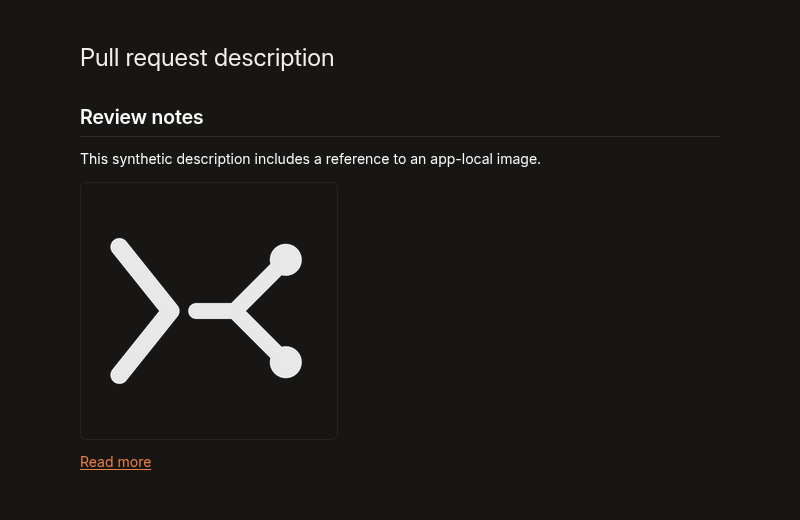 Pull request description
Review notes
This synthetic description includes a reference to an app-local image.
Read more